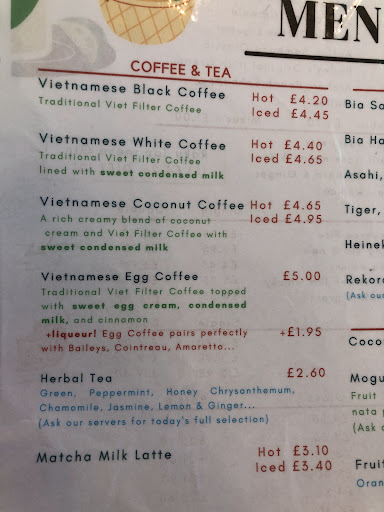 MEN
COFFEE & TEA
Vietnamese Black Coffee Hot £4.20
Traditional Viet Filter Coffee Iced £4.45
Vietnamese White Coffee Hot £4.40
Traditional Viet Filter Coffee Iced £4.65
lined with sweet condensed milk
Vietnamese Coconut Coffee Hot £4.65
A rich creamy blend of coconut Iced £4.95
cream and Viet Filter Coffee with
sweet condensed milk
Vietnamese Egg Coffee £5.00
Traditional Viet Filter Coffee topped
with sweet egg cream, condensed
milk, and cinnamon
+liqueur! Egg Coffee pairs perfectly +£1.95
with Baileys, Cointreau, Amaretto...
Herbal Tea £2.60
Green, Peppermint, Honey Chrysanthemum,
Chamomile, Jasmine, Lemon & Ginger...
(Ask our servers for today's full selection)
Matcha Milk Latte Hot £3.10
Iced £3.40
Bia Sa
Bia Ha
Asahi,
Tiger,
Heinek
Rekor
(Ask our
Coco
Mogu
Fruit
nata
(Ask
Fruit
Oran